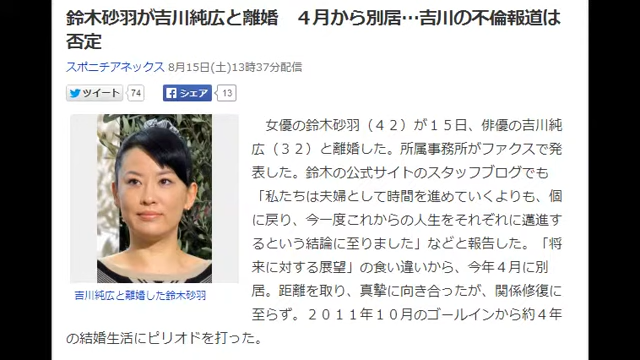 鈴木砂羽が吉川純広と離婚　４月から別居…吉川の不倫報道は
否定
スポニチアネックス 8月15日(土)13時37分配信
ツイート 74 シェア 13
女優の鈴木砂羽（４２）が１５日、俳優の吉川純
広（３２）と離婚した。所属事務所がファクスで発
表した。鈴木の公式サイトのスタッフブログでも
「私たちは夫婦として時間を進めていくよりも、個
に戻り、今一度これからの人生をそれぞれに邁進す
るという結論に至りました」などと報告した。「将
来に対する展望」の食い違いから、今年４月に別
居。距離を取り、真摯に向き合ったが、関係修復に
至らず。２０１１年１０月のゴールインから約４年
の結婚生活にピリオドを打った。
吉川純広と離婚した鈴木砂羽